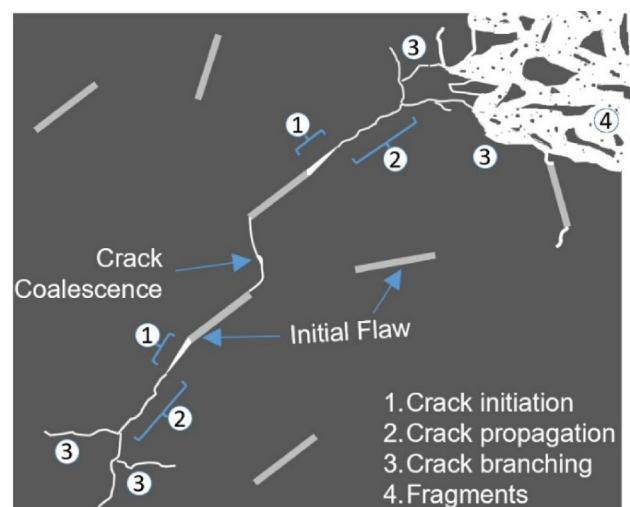 3
1
4
2
3
Crack
Coalescence
1
Initial Flaw
2
3
3
1.Crack initiation
2.Crack propagation
3.Crack branching
4.Fragments